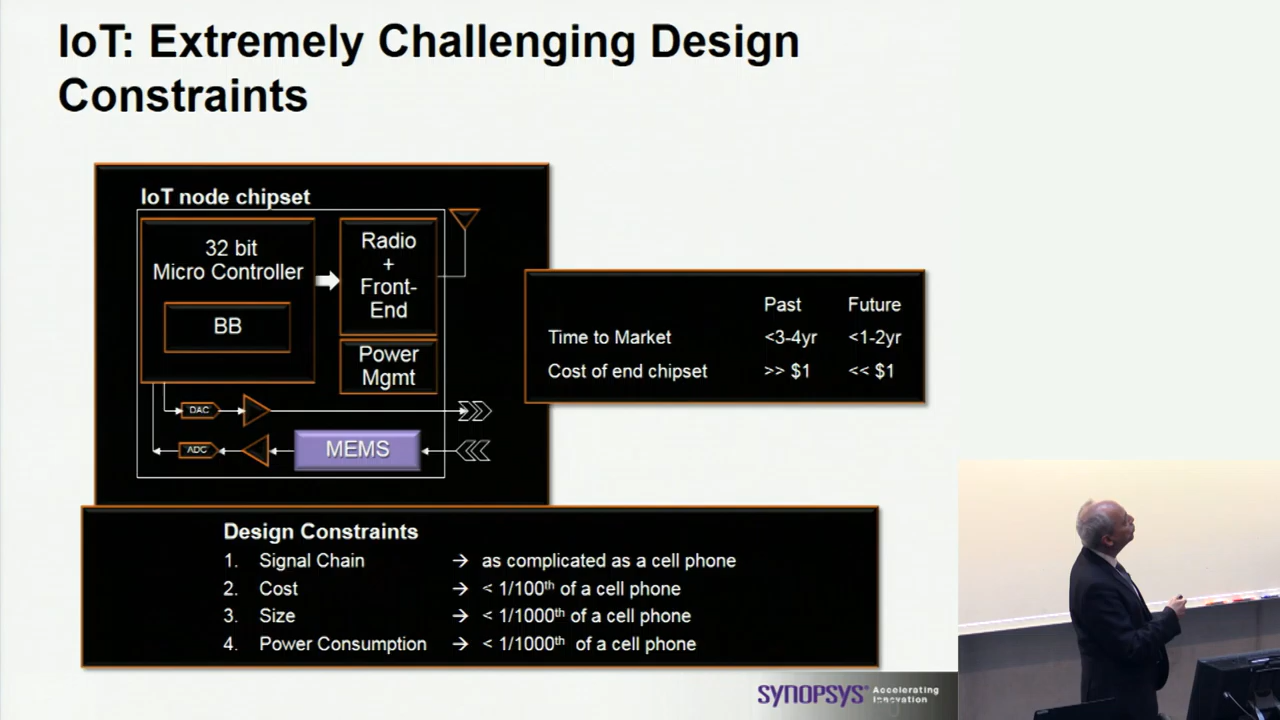 IoT: Extremely Challenging Design
Constraints
IoT node chipset
32 bit
Micro Controller
BB
Radio
+
Front-
End
Power
Mgmt
DAC
ADC
MEMS
Past Future
Time to Market <3-4yr <1-2yr
Cost of end chipset >> $1 << $1
Design Constraints
1. Signal Chain → as complicated as a cell phone
2. Cost → < 1/100th of a cell phone
3. Size → < 1/1000th of a cell phone
4. Power Consumption → < 1/1000th of a cell phone
SYNOPSYS® Accelerating
Innovation